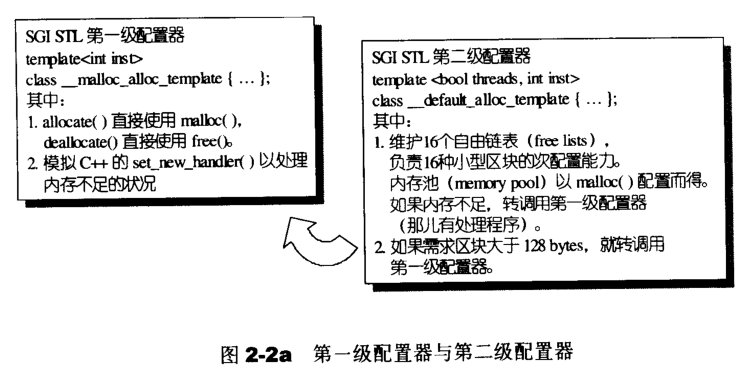 SGI STL 第一级配置器
template<int inst>
class __malloc_alloc_template { … };
其中：
1. allocate( ) 直接使用 malloc( ),
deallocate() 直接使用 free()。
2. 模拟 C++ 的 set_new_handler( ) 以处理
内存不足的状况
SGI STL 第二级配置器
template <bool threads, int inst>
class __default_alloc_template { … };
其中：
1. 维护16个自由链表（free lists），
负责16种小型区块的次配置能力。
内存池（memory pool）以 malloc( ) 配置而得。
如果内存不足，转调用第一级配置器
（那儿有处理程序）。
2. 如果需求区块大于 128 bytes，就转调用
第一级配置器。
图 2-2a 第一级配置器与第二级配置器